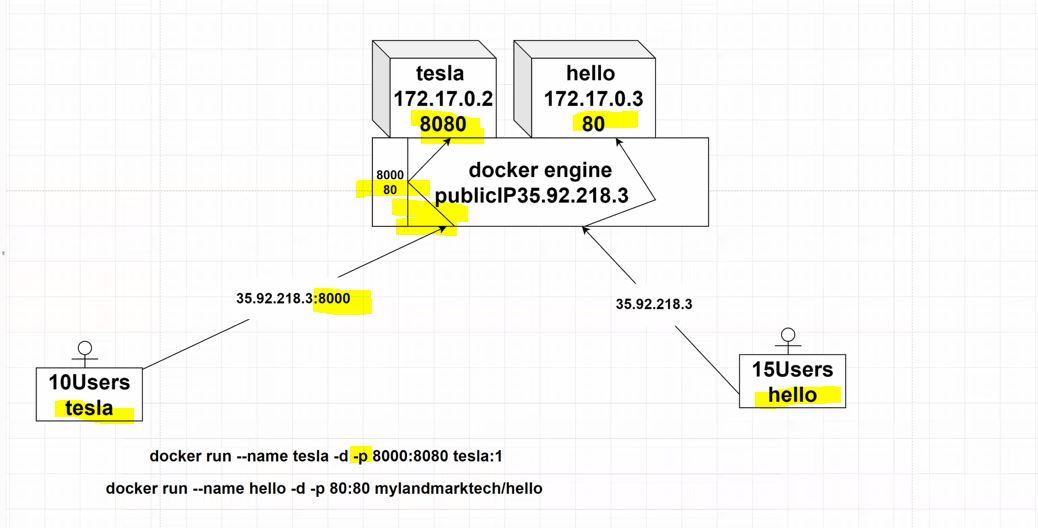 tesla
172.17.0.2
8080
hello
172.17.0.3
80
8000
80
docker engine
publicIP35.92.218.3
35.92.218.3:8000
35.92.218.3
10Users
tesla
15Users
hello
docker run --name tesla -d -p 8000:8080 tesla:1
docker run --name hello -d -p 80:80 mylandmarktech/hello